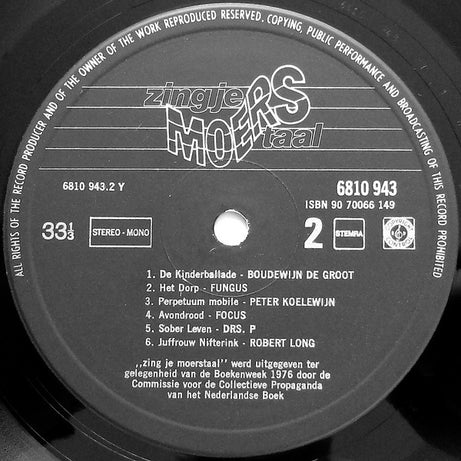 ALL RIGHTS OF THE RECORD PRODUCER AND OF THE OWNER OF THE WORK REPRODUCED RESERVED. COPYING, PUBLIC PERFORMANCE AND BROADCASTING OF THIS RECORD PROHIBITED
zing je
MOERS
taal
6810 943.2 Y
6810 943
ISBN 90 70066 149
33⅓
STEREO - MONO
2
STEMRA
1. De Kinderballade - BOUDEWIJN DE GROOT
2. Het Dorp - FUNGUS
3. Perpetuum mobile - PETER KOELEWIJN
4. Avondrood - FOCUS
5. Sober Leven - DRS. P
6. Juffrouw Nifterink - ROBERT LONG
,,zing je moerstaal'' werd uitgegeven ter
gelegenheid van de Boekenweek 1976 door de
Commissie voor de Collectieve Propaganda
van het Nederlandse Boek